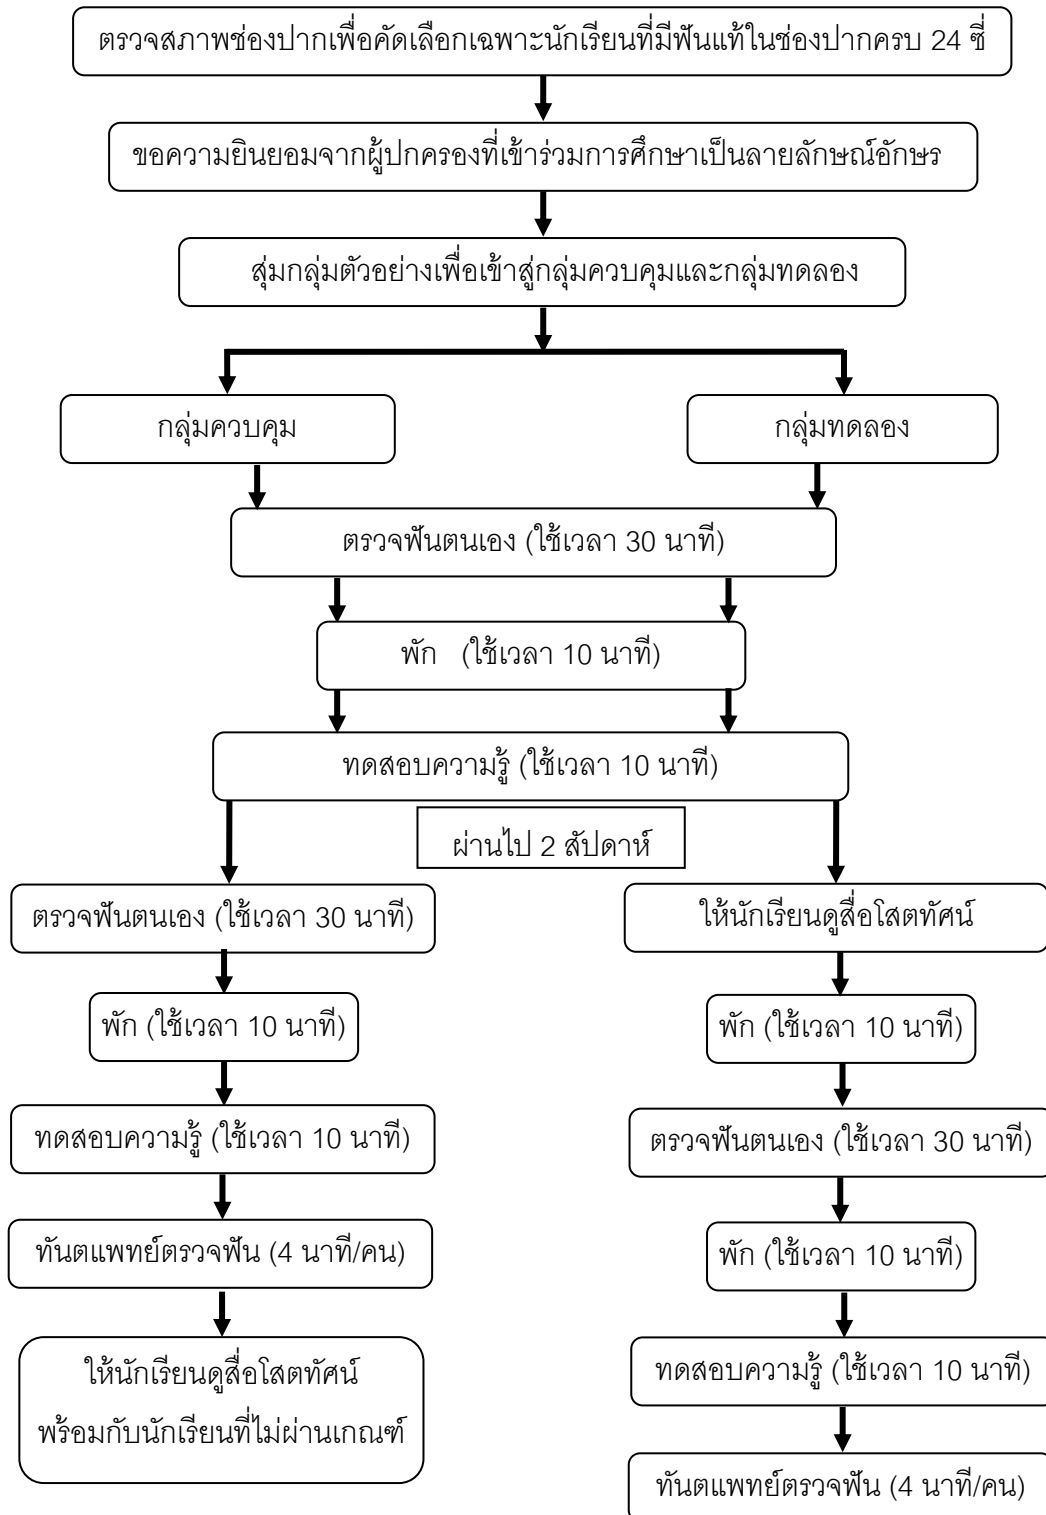 ตรวจสภาพช่องปากเพื่อคัดเลือกเฉพาะนักเรียนที่มีฟันแท้ในช่องปากครบ 24 ซี่
ขอความยินยอมจากผู้ปกครองที่เข้าร่วมการศึกษาเป็นลายลักษณ์อักษร
สุ่มกลุ่มตัวอย่างเพื่อเข้าสู่กลุ่มควบคุมและกลุ่มทดลอง
กลุ่มควบคุม
กลุ่มทดลอง
ตรวจฟันตนเอง (ใช้เวลา 30 นาที)
พัก (ใช้เวลา 10 นาที)
ทดสอบความรู้ (ใช้เวลา 10 นาที)
ผ่านไป 2 สัปดาห์
ตรวจฟันตนเอง (ใช้เวลา 30 นาที)
พัก (ใช้เวลา 10 นาที)
ทดสอบความรู้ (ใช้เวลา 10 นาที)
ทันตแพทย์ตรวจฟัน (4 นาที/คน)
ให้นักเรียนดูสื่อโสตทัศน์
พร้อมกับนักเรียนที่ไม่ผ่านเกณฑ์
ให้นักเรียนดูสื่อโสตทัศน์
พัก (ใช้เวลา 10 นาที)
ตรวจฟันตนเอง (ใช้เวลา 30 นาที)
พัก (ใช้เวลา 10 นาที)
ทดสอบความรู้ (ใช้เวลา 10 นาที)
ทันตแพทย์ตรวจฟัน (4 นาที/คน)